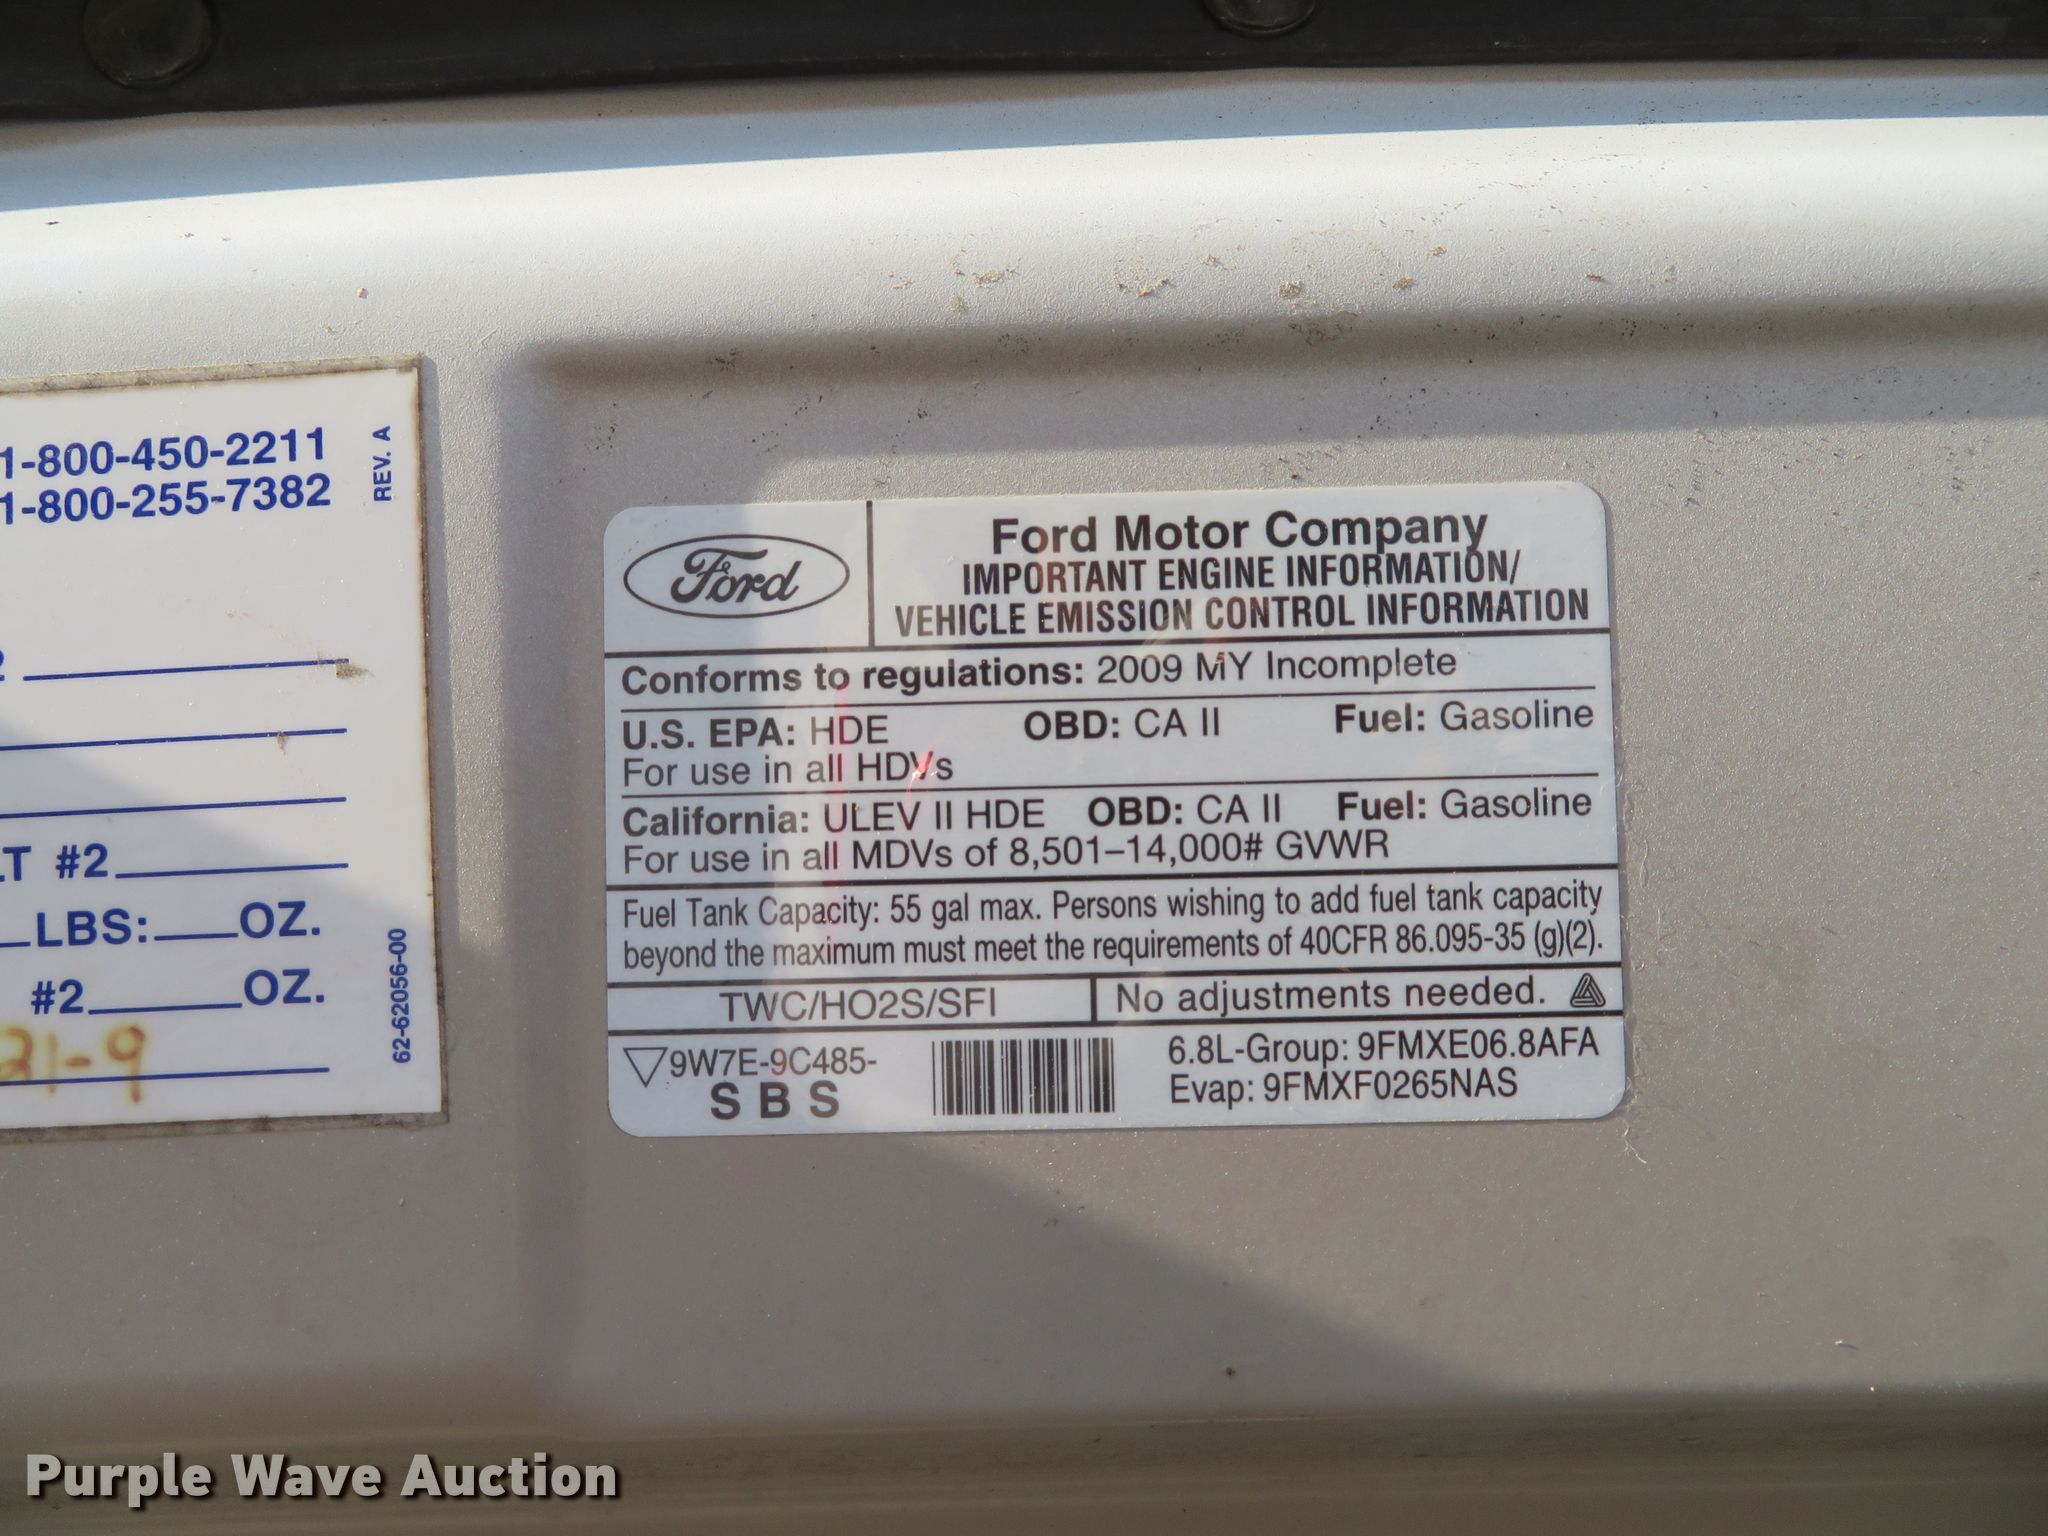 1-800-450-2211
1-800-255-7382
REV. A
LT #2
LBS: OZ.
#2 OZ.
31-9
62-62056-00
Ford
Ford Motor Company
IMPORTANT ENGINE INFORMATION/
VEHICLE EMISSION CONTROL INFORMATION
Conforms to regulations: 2009 MY Incomplete
U.S. EPA: HDE OBD: CA II Fuel: Gasoline
For use in all HDVs
California: ULEV II HDE OBD: CA II Fuel: Gasoline
For use in all MDVs of 8,501–14,000# GVWR
Fuel Tank Capacity: 55 gal max. Persons wishing to add fuel tank capacity
beyond the maximum must meet the requirements of 40CFR 86.095-35 (g)(2).
TWC/HO2S/SFI
No adjustments needed.
9W7E-9C485-
SBS
6.8L-Group: 9FMXE06.8AFA
Evap: 9FMXF0265NAS
Purple Wave Auction